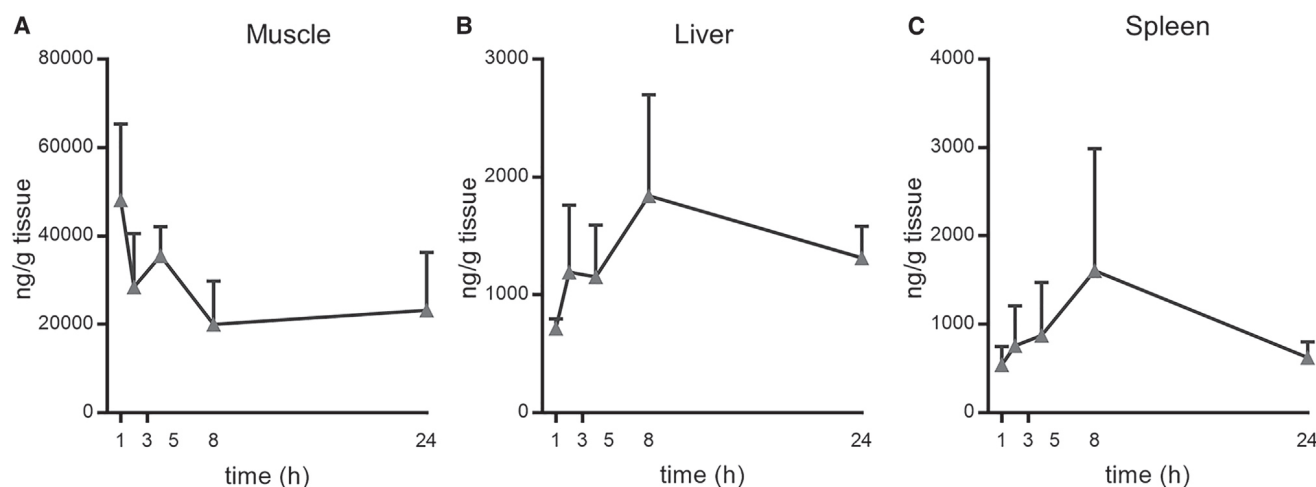 A
Muscle
ng/g tissue
80000
60000
40000
20000
0
1 3 5 8 24
time (h)
B
Liver
ng/g tissue
3000
2000
1000
0
1 3 5 8 24
time (h)
C
Spleen
ng/g tissue
4000
3000
2000
1000
0
1 3 5 8 24
time (h)